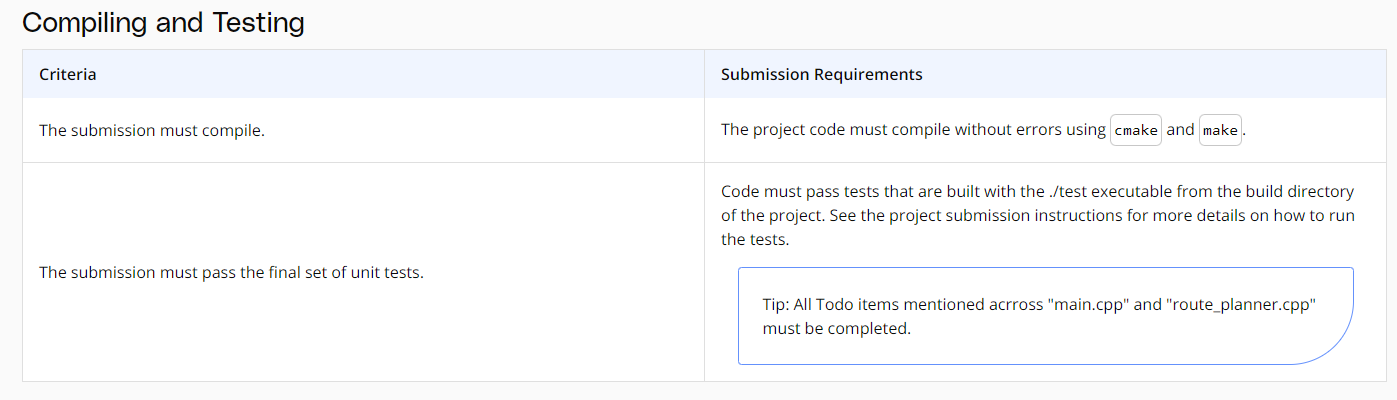 Compiling and Testing
Criteria
Submission Requirements
The submission must compile.
The project code must compile without errors using cmake and make.
The submission must pass the final set of unit tests.
Code must pass tests that are built with the ./test executable from the build directory
of the project. See the project submission instructions for more details on how to run
the tests.
Tip: All Todo items mentioned acrross "main.cpp" and "route_planner.cpp"
must be completed.